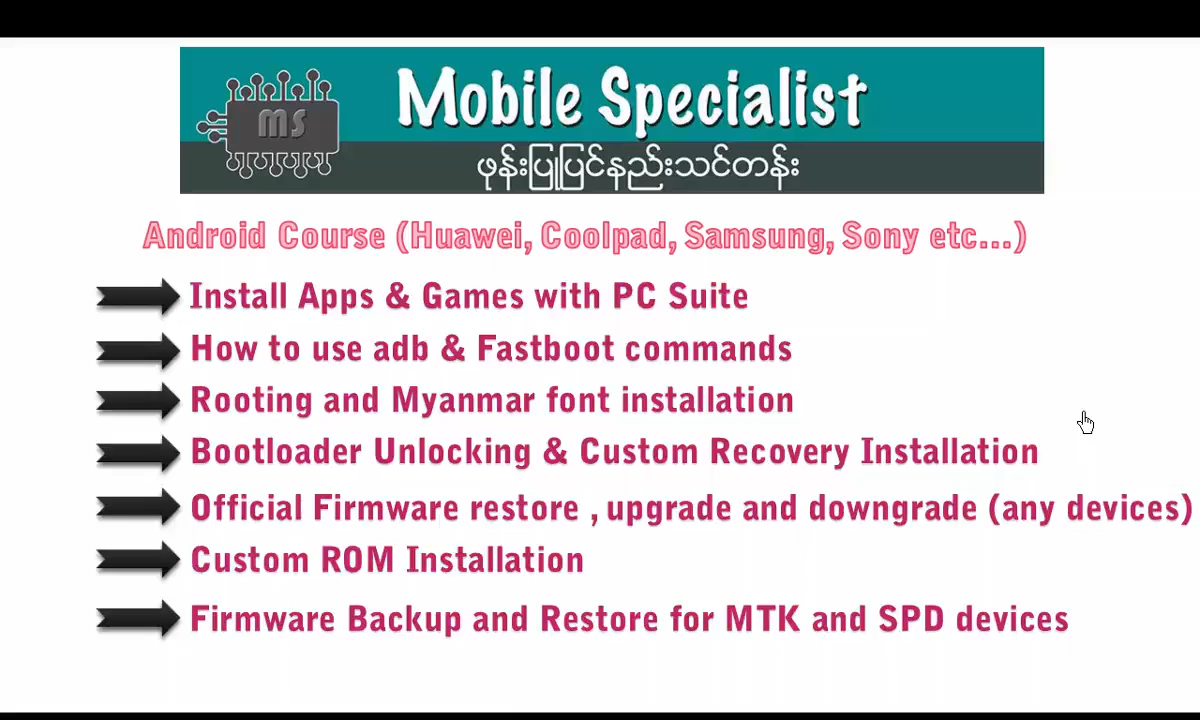 MS
Mobile Specialist
ဖုန်းပြုပြင်နည်းသင်တန်း
Android Course (Huawei, Coolpad, Samsung, Sony etc...)
Install Apps & Games with PC Suite
How to use adb & Fastboot commands
Rooting and Myanmar font installation
Bootloader Unlocking & Custom Recovery Installation
Official Firmware restore , upgrade and downgrade (any devices)
Custom ROM Installation
Firmware Backup and Restore for MTK and SPD devices